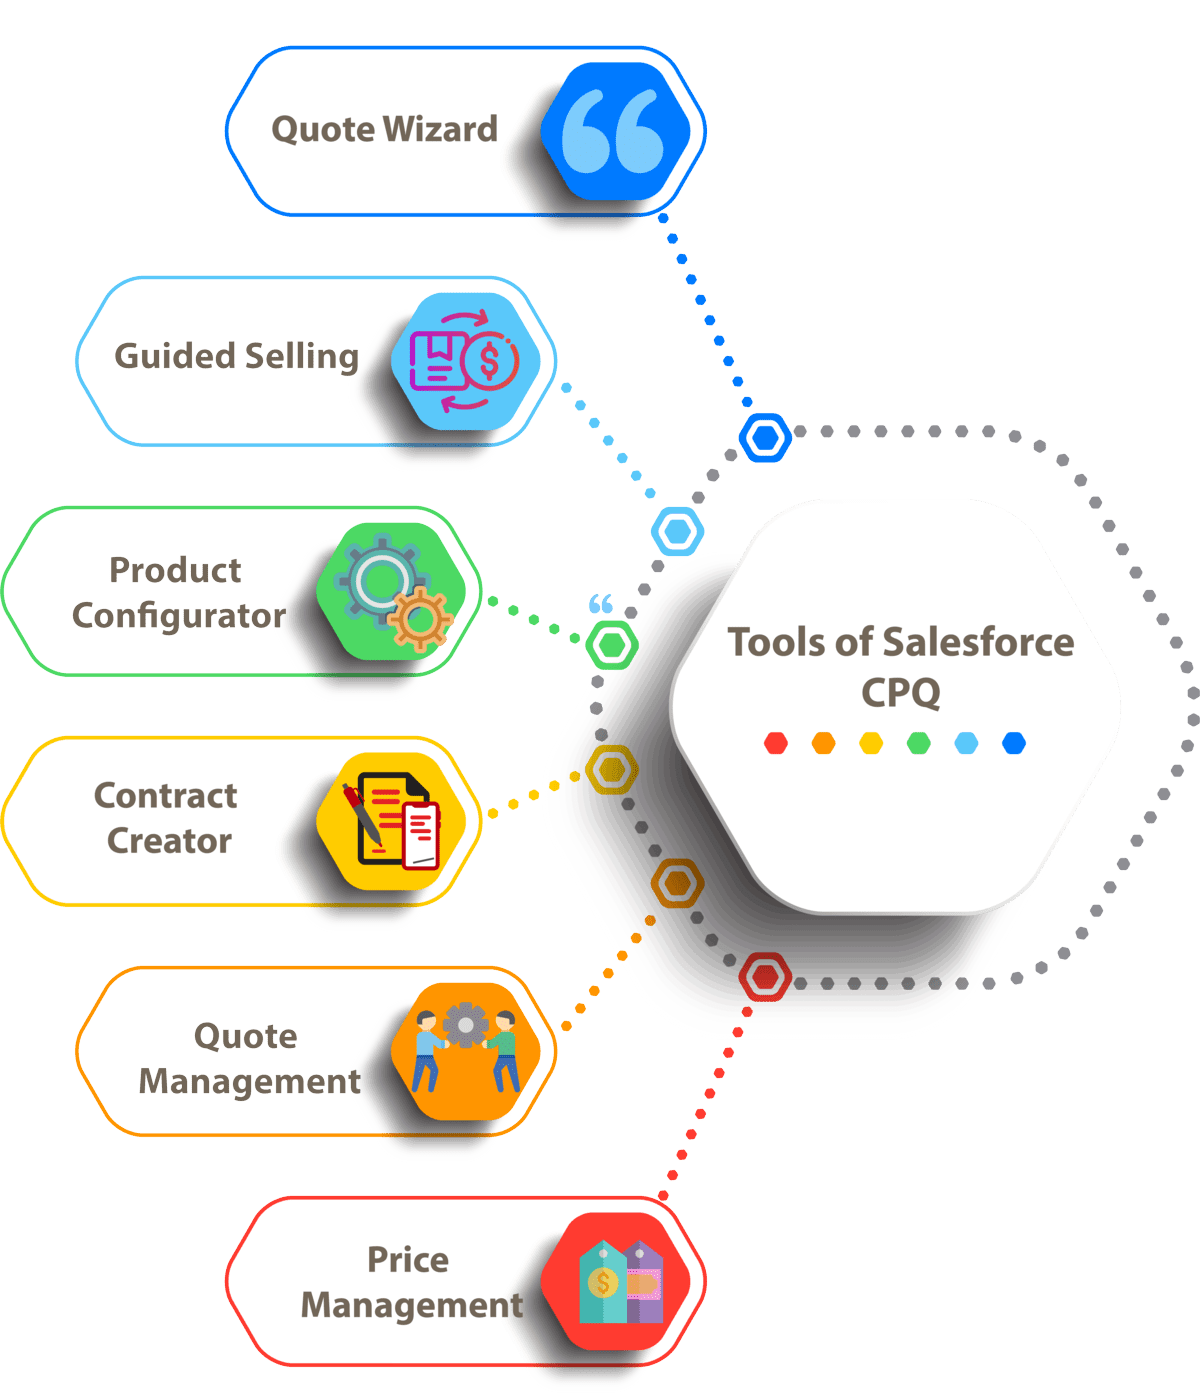 Quote Wizard
Guided Selling
Product
Configurator
Contract
Creator
Quote
Management
Price
Management
Tools of Salesforce
CPQ